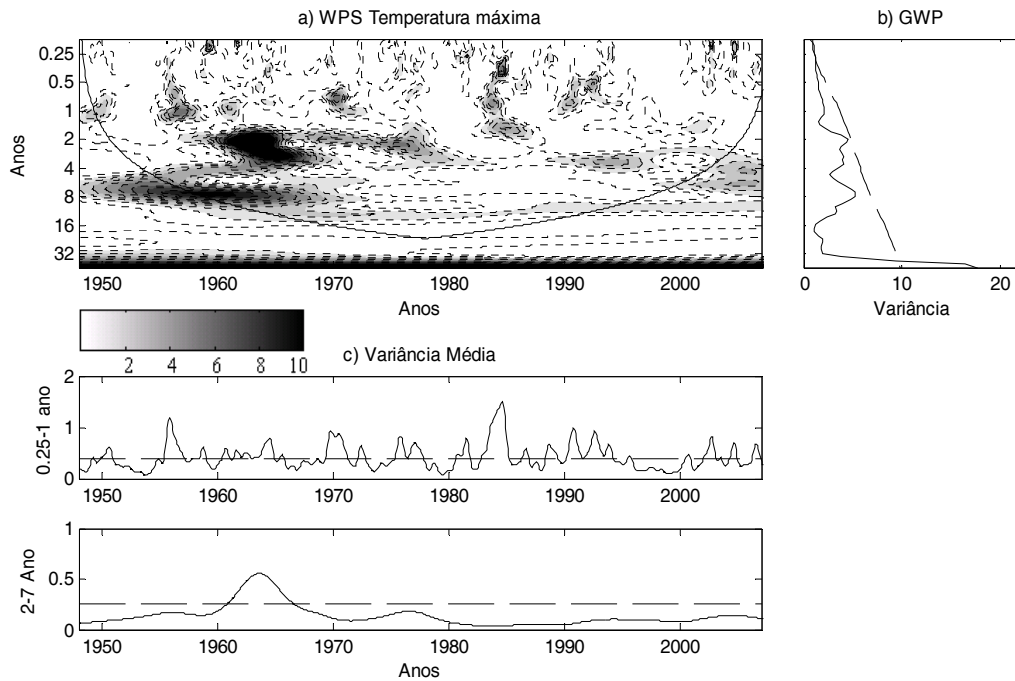 a) WPS Temperatura máxima
b) GWP
Anos
0.25
0.5
1
2
4
8
16
32
1950 1960 1970 1980 1990 2000
Anos
0 10 20
Variância
2 4 6 8 10
c) Variância Média
0.25-1 ano
2
1
0
1950 1960 1970 1980 1990 2000
2-7 Ano
1
0.5
0
1950 1960 1970 1980 1990 2000
Anos